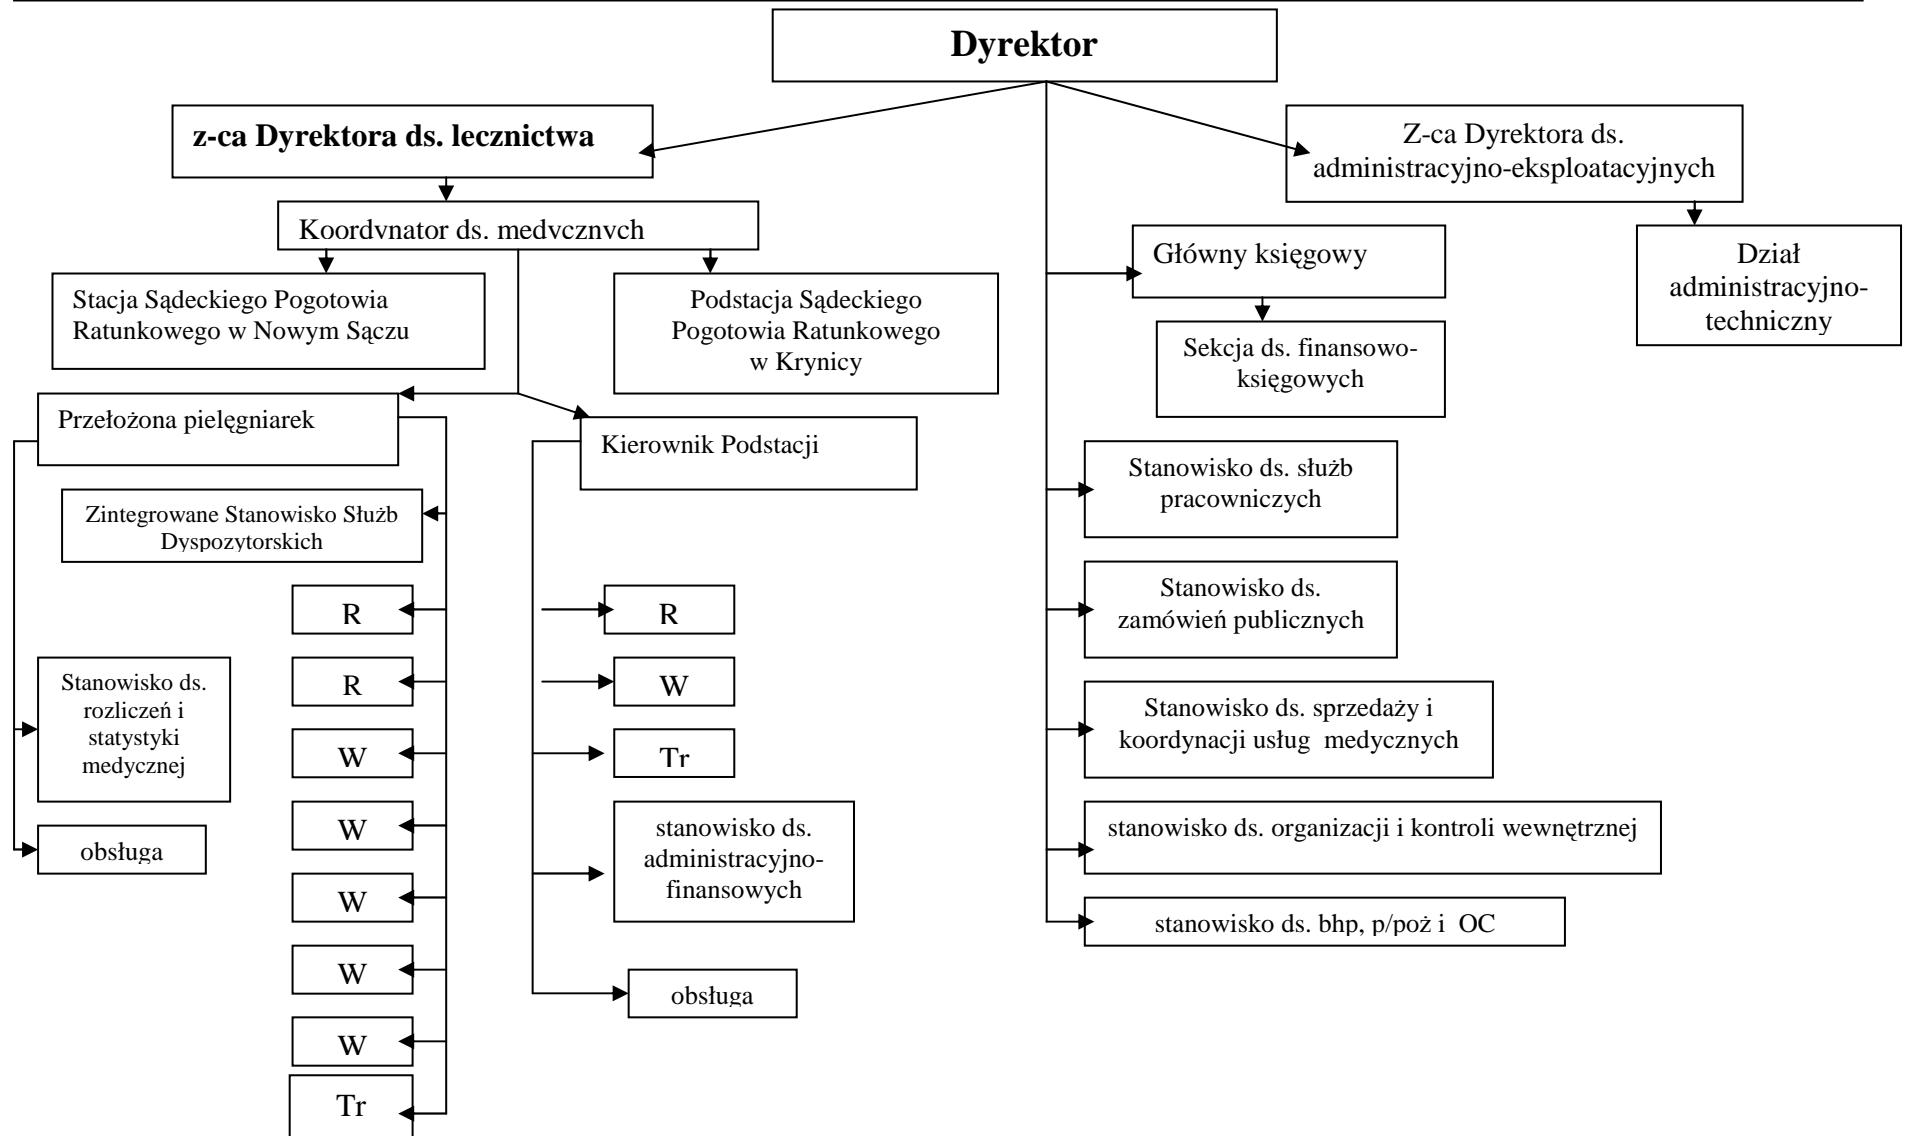 Dyrektor
z-ca Dyrektora ds. lecznictwa
Z-ca Dyrektora ds.
administracyjno-eksploatacyjnych
Koordynator ds. medycznych
Główny księgowy
Dział
administracyjno-
techniczny
Stacja Sądeckiego Pogotowia
Ratunkowego w Nowym Sączu
Podstacja Sądeckiego
Pogotowia Ratunkowego
w Krynicy
Sekcja ds. finansowo-
księgowych
Przełożona pielęgniarek
Kierownik Podstacji
Stanowisko ds. służb
pracowniczych
Zintegrowane Stanowisko Służb
Dyspozytorskich
R
R
Stanowisko ds.
zamówień publicznych
Stanowisko ds.
rozliczeń i
statystyki
medycznej
R
W
Stanowisko ds. sprzedaży i
koordynacji usług  medycznych
W
Tr
obsługa
W
stanowisko ds.
administracyjno-
finansowych
stanowisko ds. organizacji i kontroli wewnętrznej
W
stanowisko ds. bhp, p/poż i  OC
W
obsługa
W
Tr